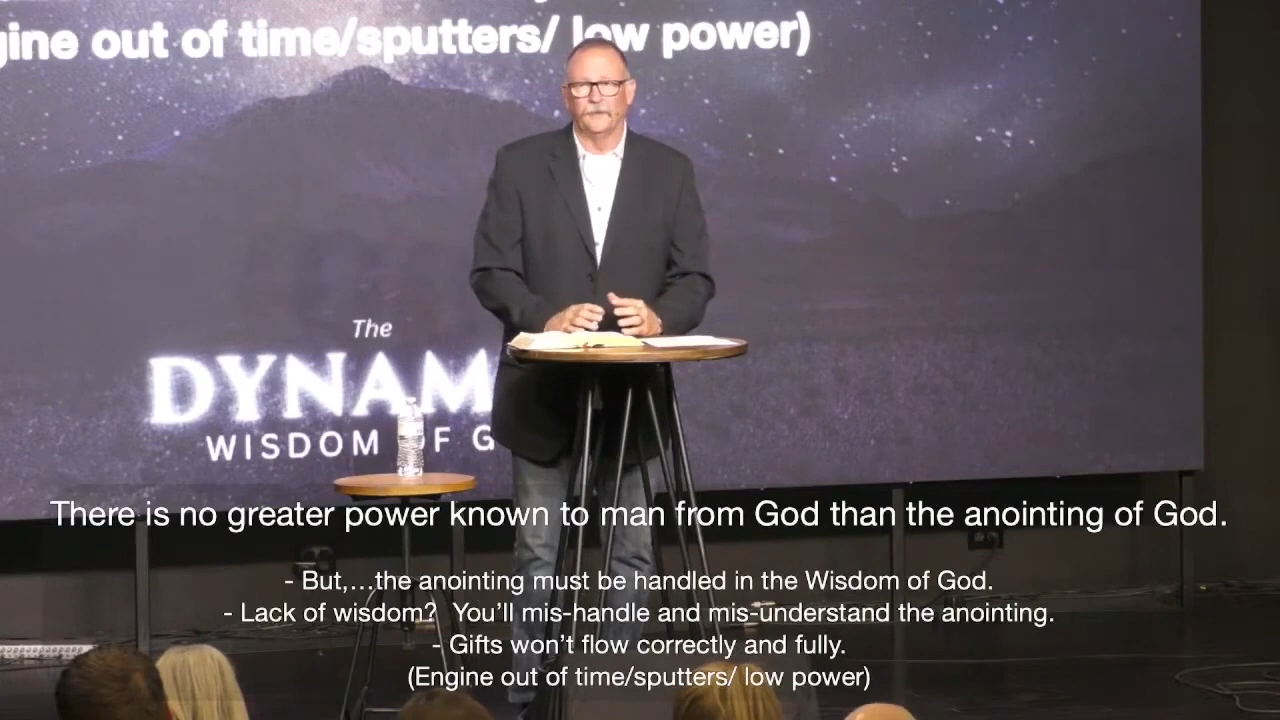 gine out of time/sputters/ low power)
The
DYNAM
WISDOM OF G
There is no greater power known to man from God than the anointing of God.
- But,…the anointing must be handled in the Wisdom of God.
- Lack of wisdom?  You'll mis-handle and mis-understand the anointing.
- Gifts won't flow correctly and fully.
(Engine out of time/sputters/ low power)